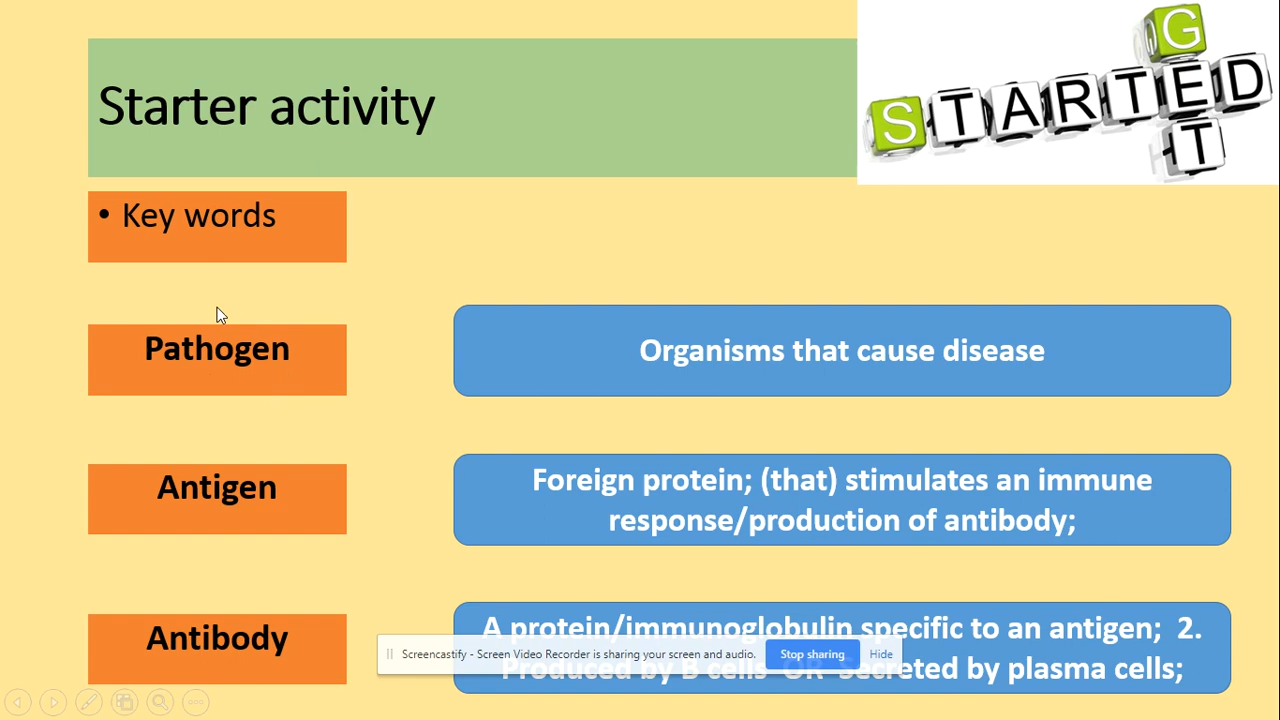 Starter activity
GET
STARTED
• Key words
Pathogen
Organisms that cause disease
Antigen
Foreign protein; (that) stimulates an immune
response/production of antibody;
Antibody
A protein/immunoglobulin specific to an antigen; 2.
Produced by B cells OR Secreted by plasma cells;
Screencastify - Screen Video Recorder is sharing your screen and audio.
Stop sharing
Hide